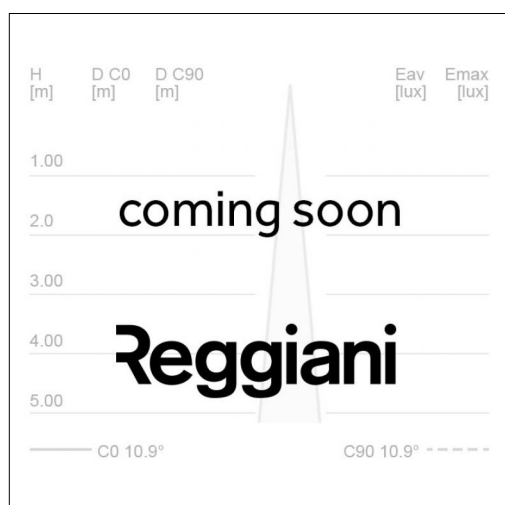 H D C0 D C90 Eav Emax
[m] [m] [m] [lux] [lux]
1.00
coming soon
2.0
3.00
4.00
Reggiani
5.00
C0 10.9° C90 10.9°